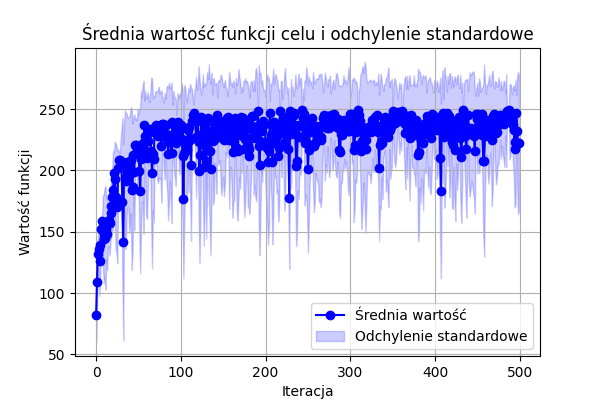 Średnia wartość funkcji celu i odchylenie standardowe
Wartość funkcji
250
200
150
100
50
0
100
200
300
400
500
Iteracja
Średnia wartość
Odchylenie standardowe